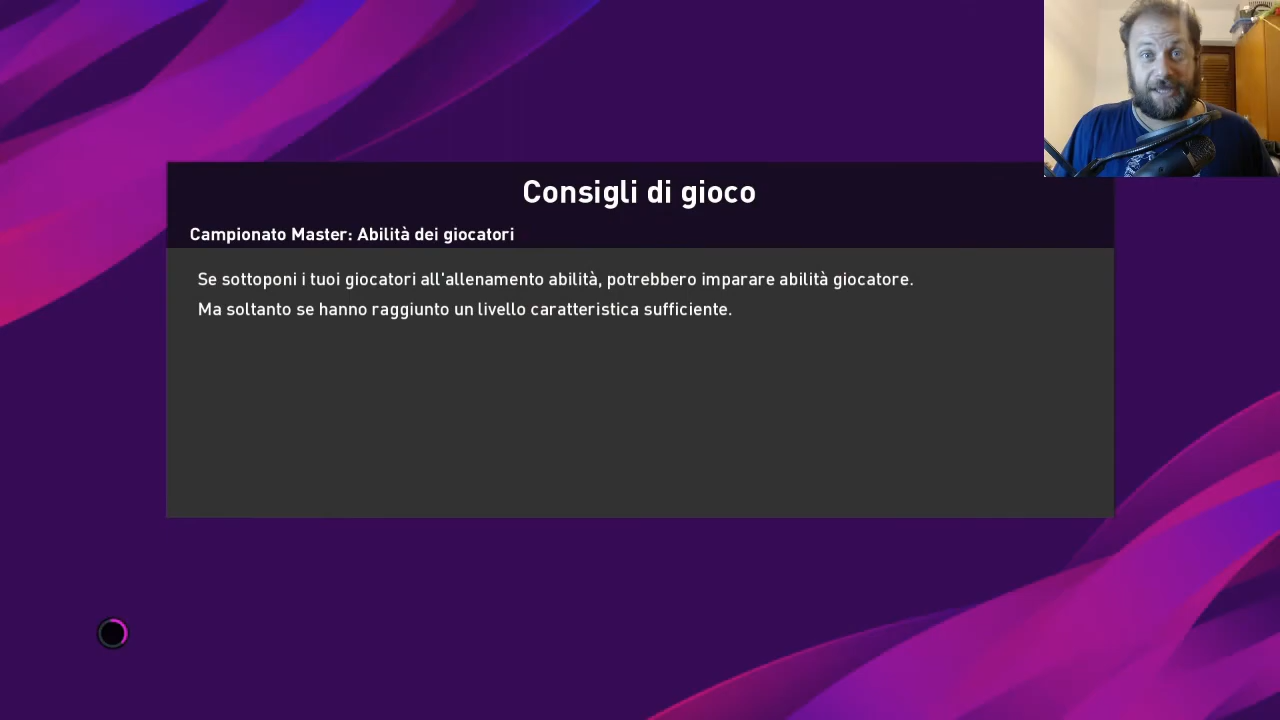 Consigli di gioco
Campionato Master: Abilità dei giocatori
Se sottoponi i tuoi giocatori all'allenamento abilità, potrebbero imparare abilità giocatore.
Ma soltanto se hanno raggiunto un livello caratteristica sufficiente.